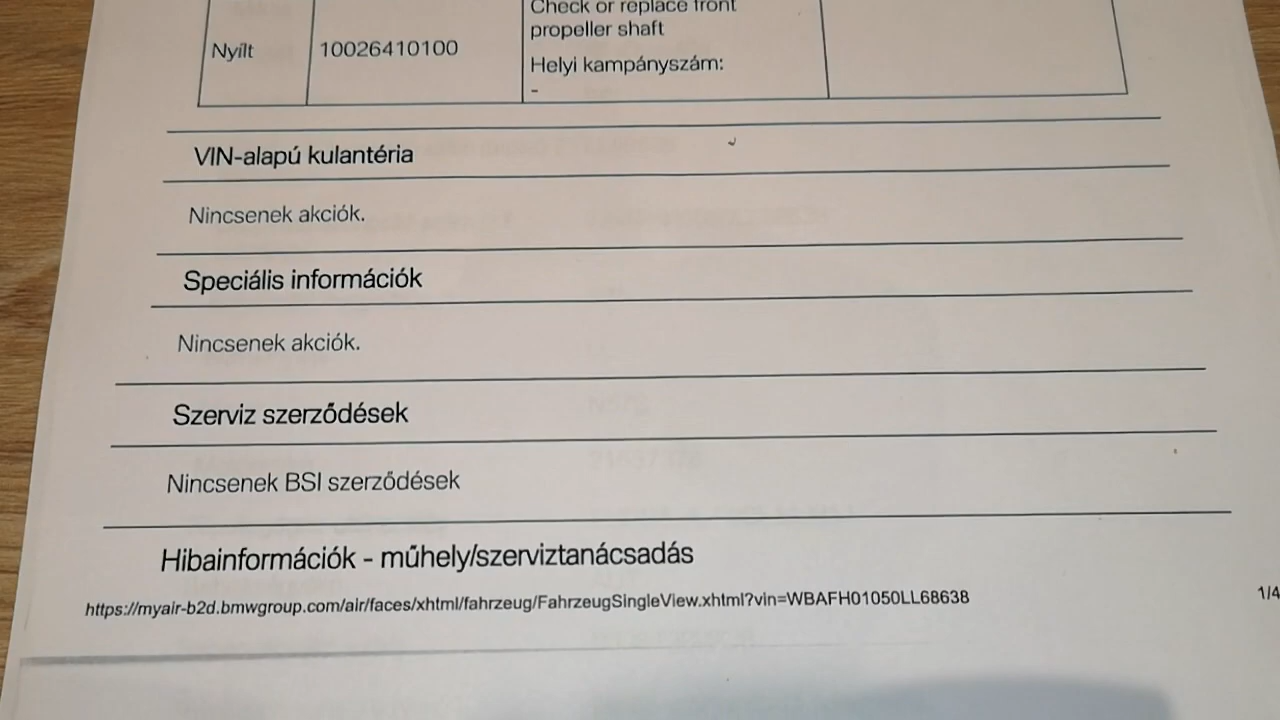 Check or replace front
propeller shaft
Nyílt
10026410100
Helyi kampányszám:
-
VIN-alapú kulantéria
Nincsenek akciók.
Speciális információk
Nincsenek akciók.
Szerviz szerződések
Nincsenek BSI szerződések
Hibainformációk - műhely/szerviztanácsadás
https://myair-b2d.bmwgroup.com/air/faces/xhtml/fahrzeug/FahrzeugSingleView.xhtml?vin=WBAFH01050LL68638
1/4